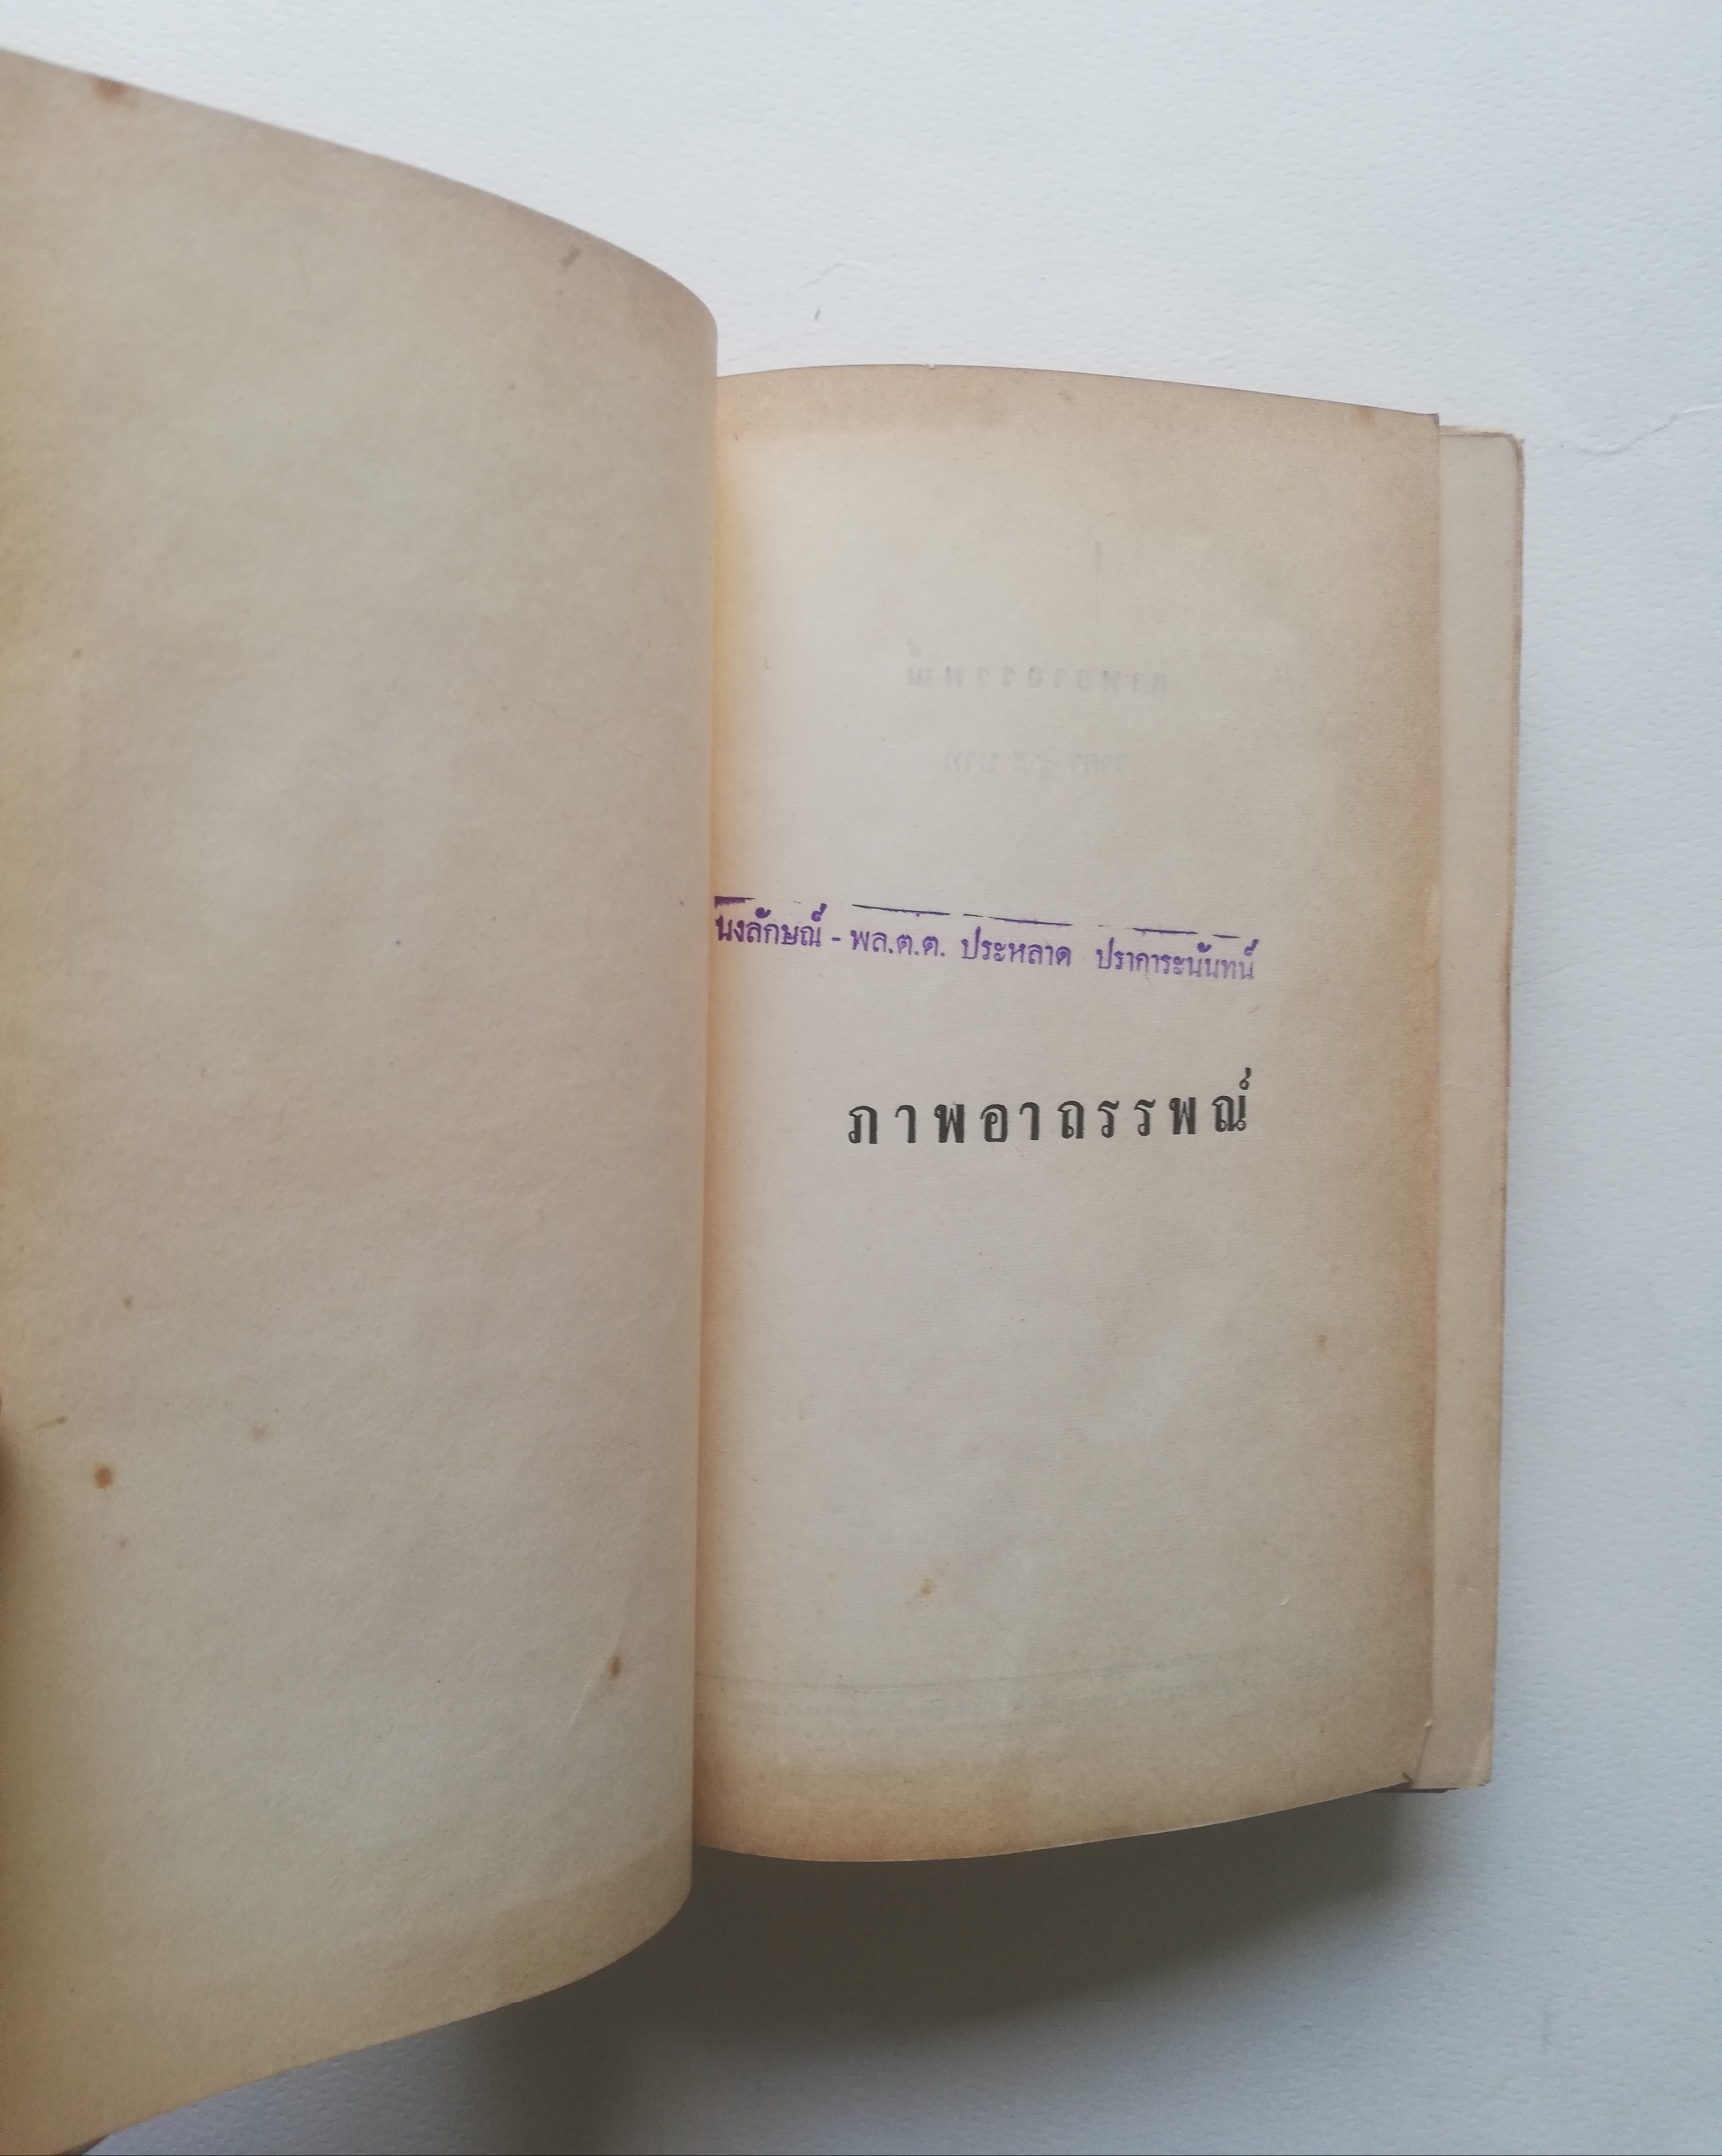 นงลักษณ์ - พล.ต.ต. ประหลาด ปราการะนันทน์
ภาพอาถรรพณ์